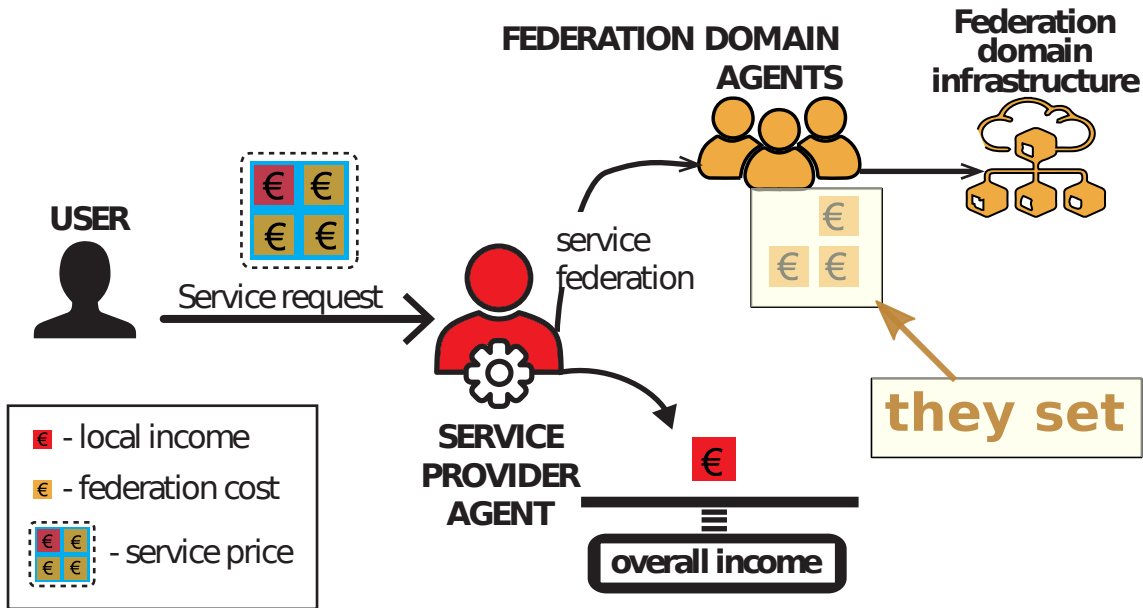 FEDERATION DOMAIN
AGENTS
Federation
domain
infrastructure
€ €
€ €
USER
Service request
service
federation
€
€ €
they set
SERVICE
PROVIDER
AGENT
€
overall income
€ - local income
€ - federation cost
€ €
€ €
- service price